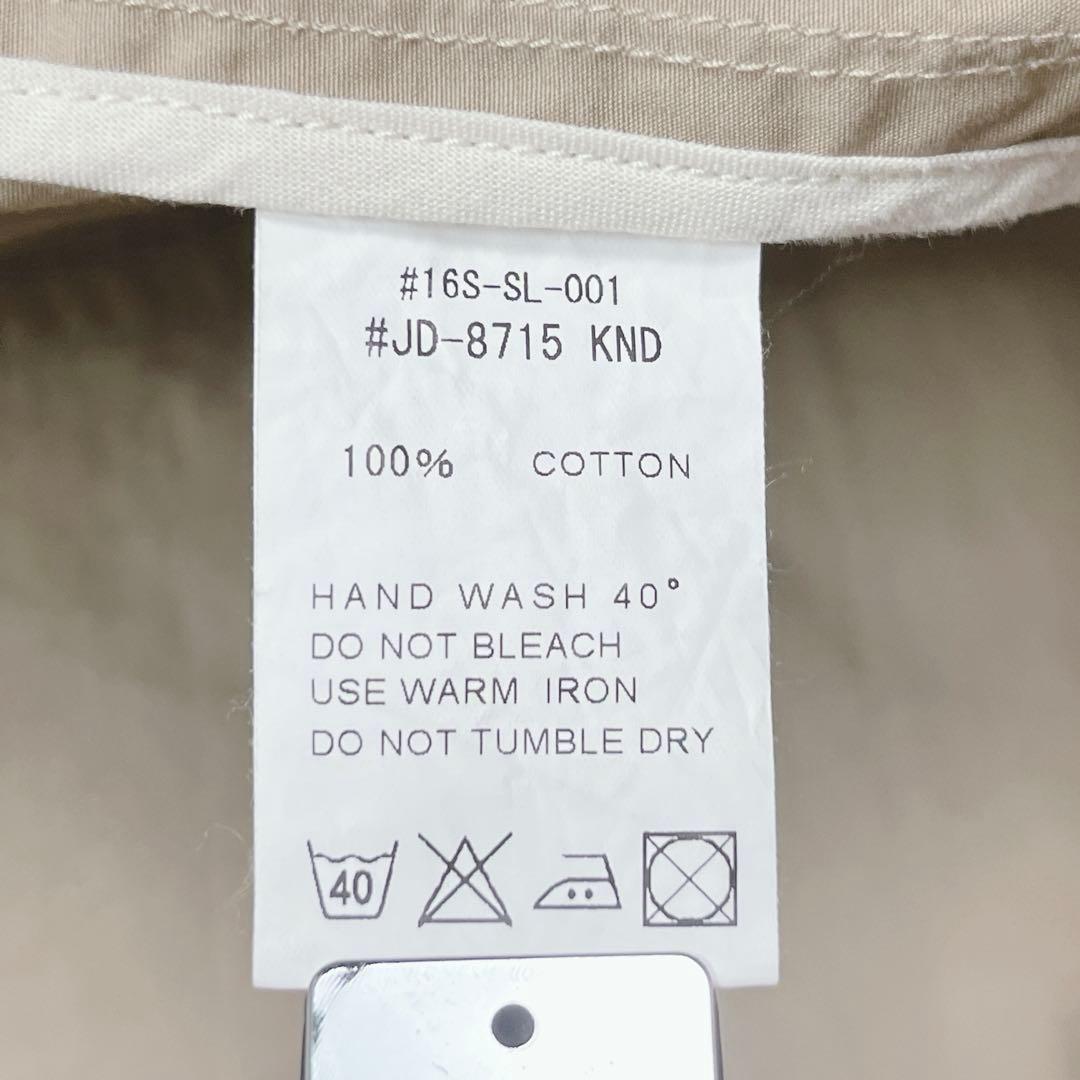 #16S-SL-001
#JD-8715 KND
100% COTTON
HAND WASH 40°
DO NOT BLEACH
USE WARM IRON
DO NOT TUMBLE DRY
40